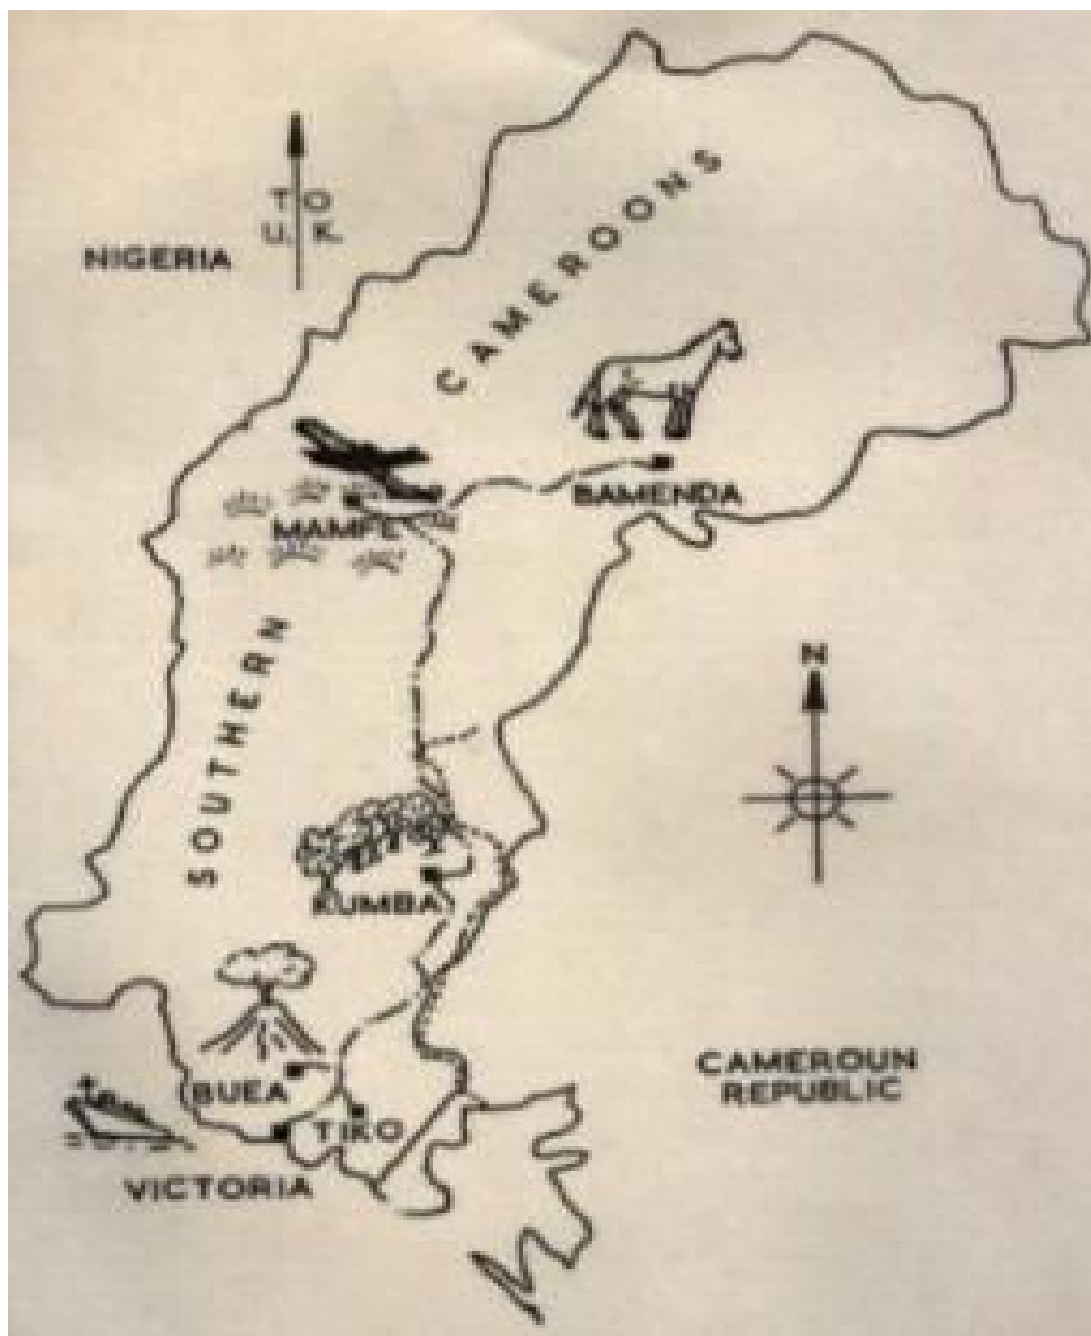 TO
U. K.
NIGERIA
CAMEROONS
BAMENDA
MAMFE
SOUTHERN
N
KUMBA
BUEA
TIKO
VICTORIA
CAMEROUN
REPUBLIC